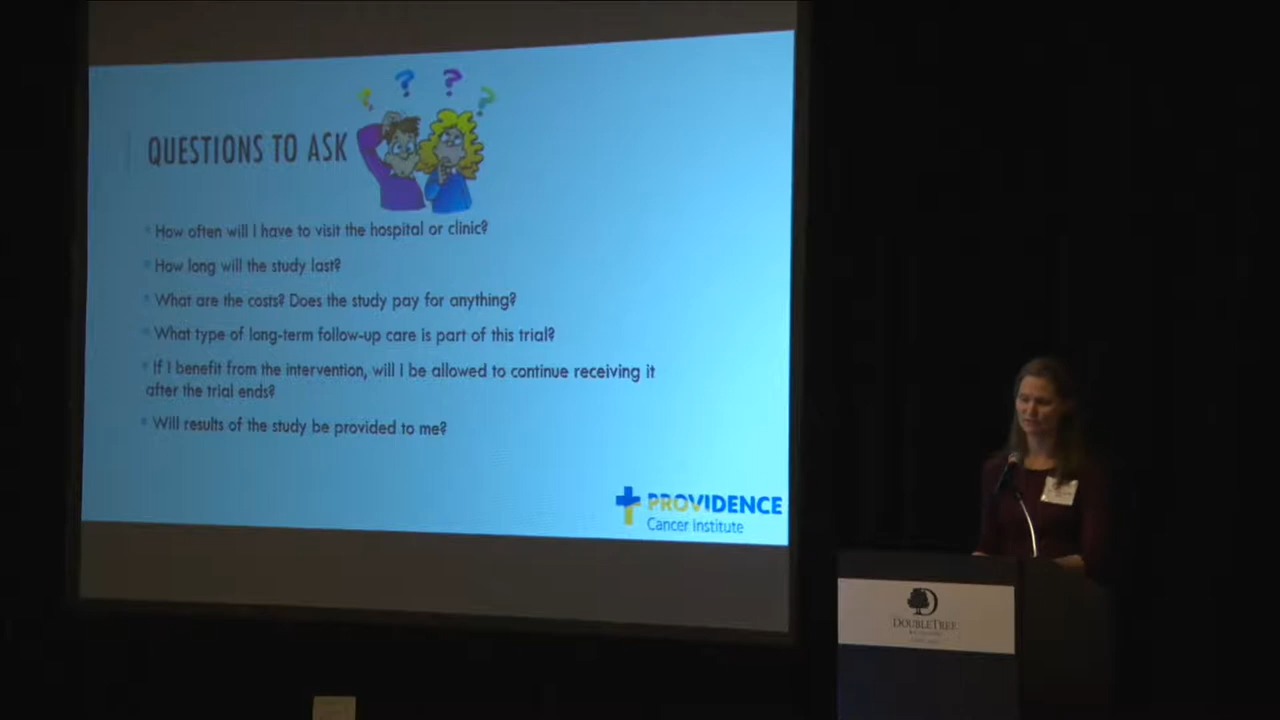 ? ? ? ?
QUESTIONS TO ASK
How often will I have to visit the hospital or clinic?
How long will the study last?
What are the costs? Does the study pay for anything?
What type of long-term follow-up care is part of this trial?
If I benefit from the intervention, will I be allowed to continue receiving it
after the trial ends?
Will results of the study be provided to me?
PROVIDENCE
Cancer Institute
D
DOUBLETREE